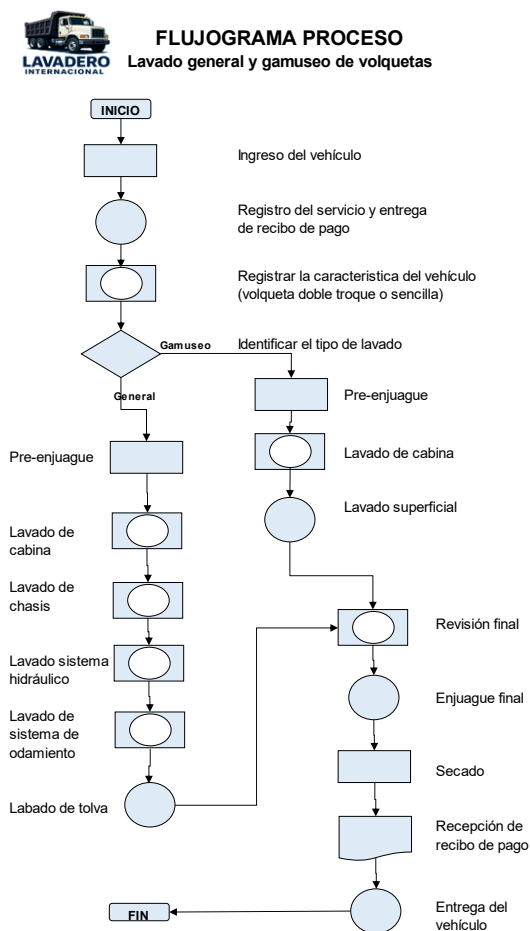 LAVADERO
INTERNACIONAL
FLUJOGRAMA PROCESO
Lavado general y gamuseo de volquetas
INICIO
Ingreso del vehículo
Registro del servicio y entrega
de recibo de pago
Registrar la caracteristica del vehículo
(volqueta doble troque o sencilla)
Gamuseo
Identificar el tipo de lavado
General
Pre-enjuague
Lavado de cabina
Lavado superficial
Pre-enjuague
Lavado de
cabina
Lavado de
chasis
Lavado sistema
hidráulico
Lavado de
sistema de
odamiento
Labado de tolva
Revisión final
Enjuague final
Secado
Recepción de
recibo de pago
Entrega del
vehículo
FIN